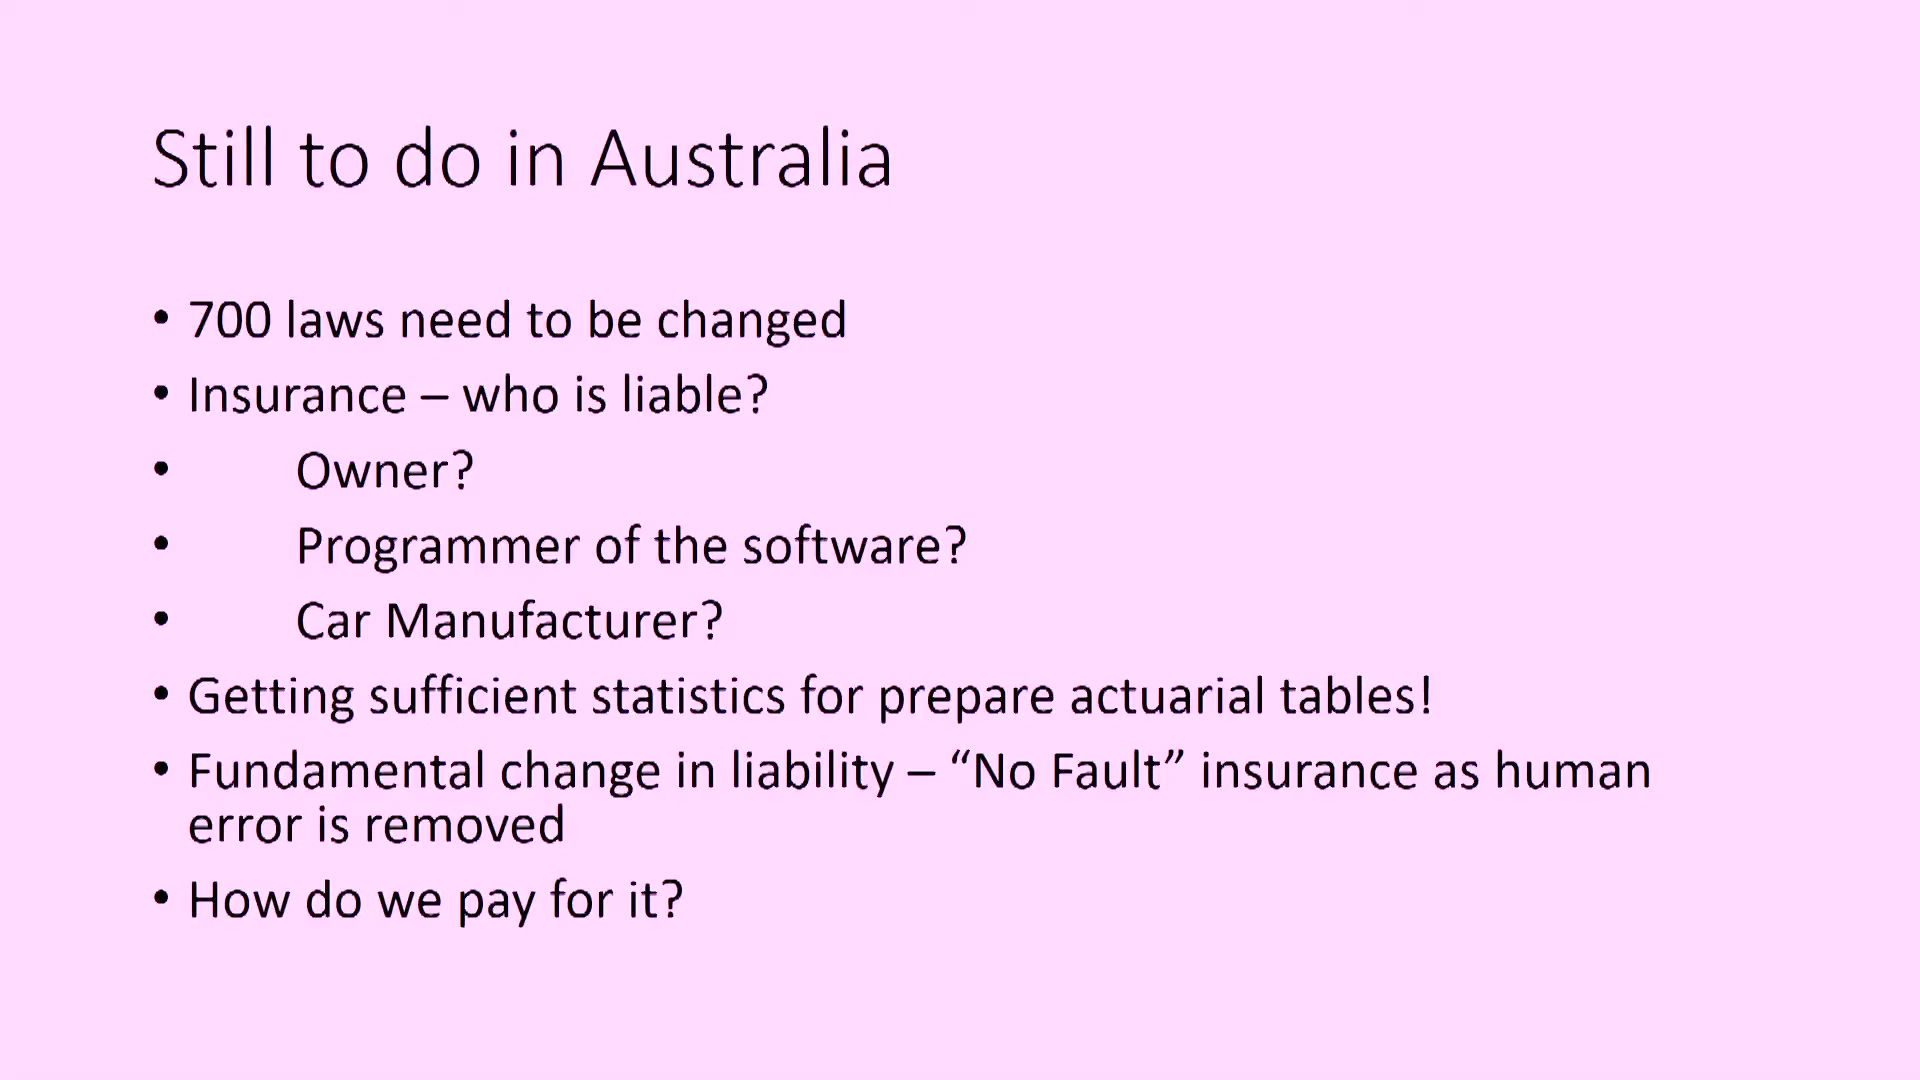 Still to do in Australia
• 700 laws need to be changed
• Insurance – who is liable?
• Owner?
• Programmer of the software?
• Car Manufacturer?
• Getting sufficient statistics for prepare actuarial tables!
• Fundamental change in liability – “No Fault” insurance as human
error is removed
• How do we pay for it?